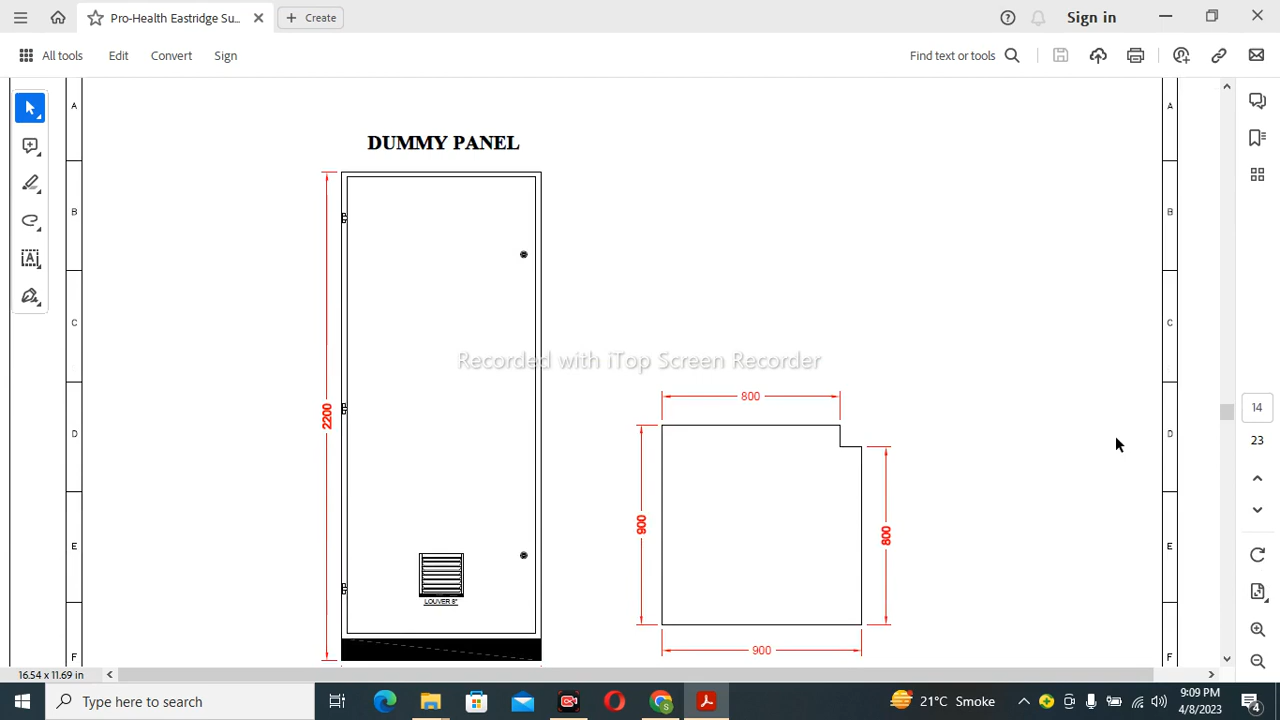 Pro-Health Eastridge Su...
Create
Sign in
All tools
Edit
Convert
Sign
Find text or tools
A
A
DUMMY PANEL
B
B
C
C
Recorded with iTop Screen Recorder
800
14
2200
D
D
23
900
800
E
E
LOUVER 8"
F
900
F
16.54 x 11.69 in
Type here to search
21°C Smoke
9:09 PM
4/8/2023
4